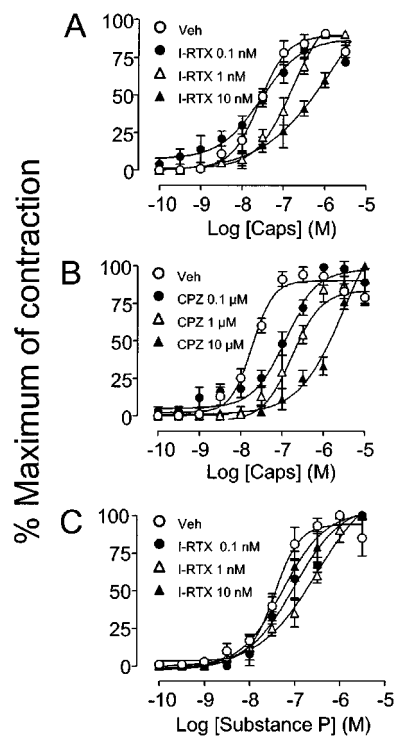 % Maximum of contraction
A
Veh
I-RTX 0.1 nM
I-RTX 1 nM
I-RTX 10 nM
100
75
50
25
0
-10 -9 -8 -7 -6 -5
Log [Caps] (M)
B
Veh
CPZ 0.1 µM
CPZ 1 µM
CPZ 10 µM
100
75
50
25
0
-10 -9 -8 -7 -6 -5
Log [Caps] (M)
C
Veh
I-RTX 0.1 nM
I-RTX 1 nM
I-RTX 10 nM
100
75
50
25
0
-10 -9 -8 -7 -6 -5
Log [Substance P] (M)